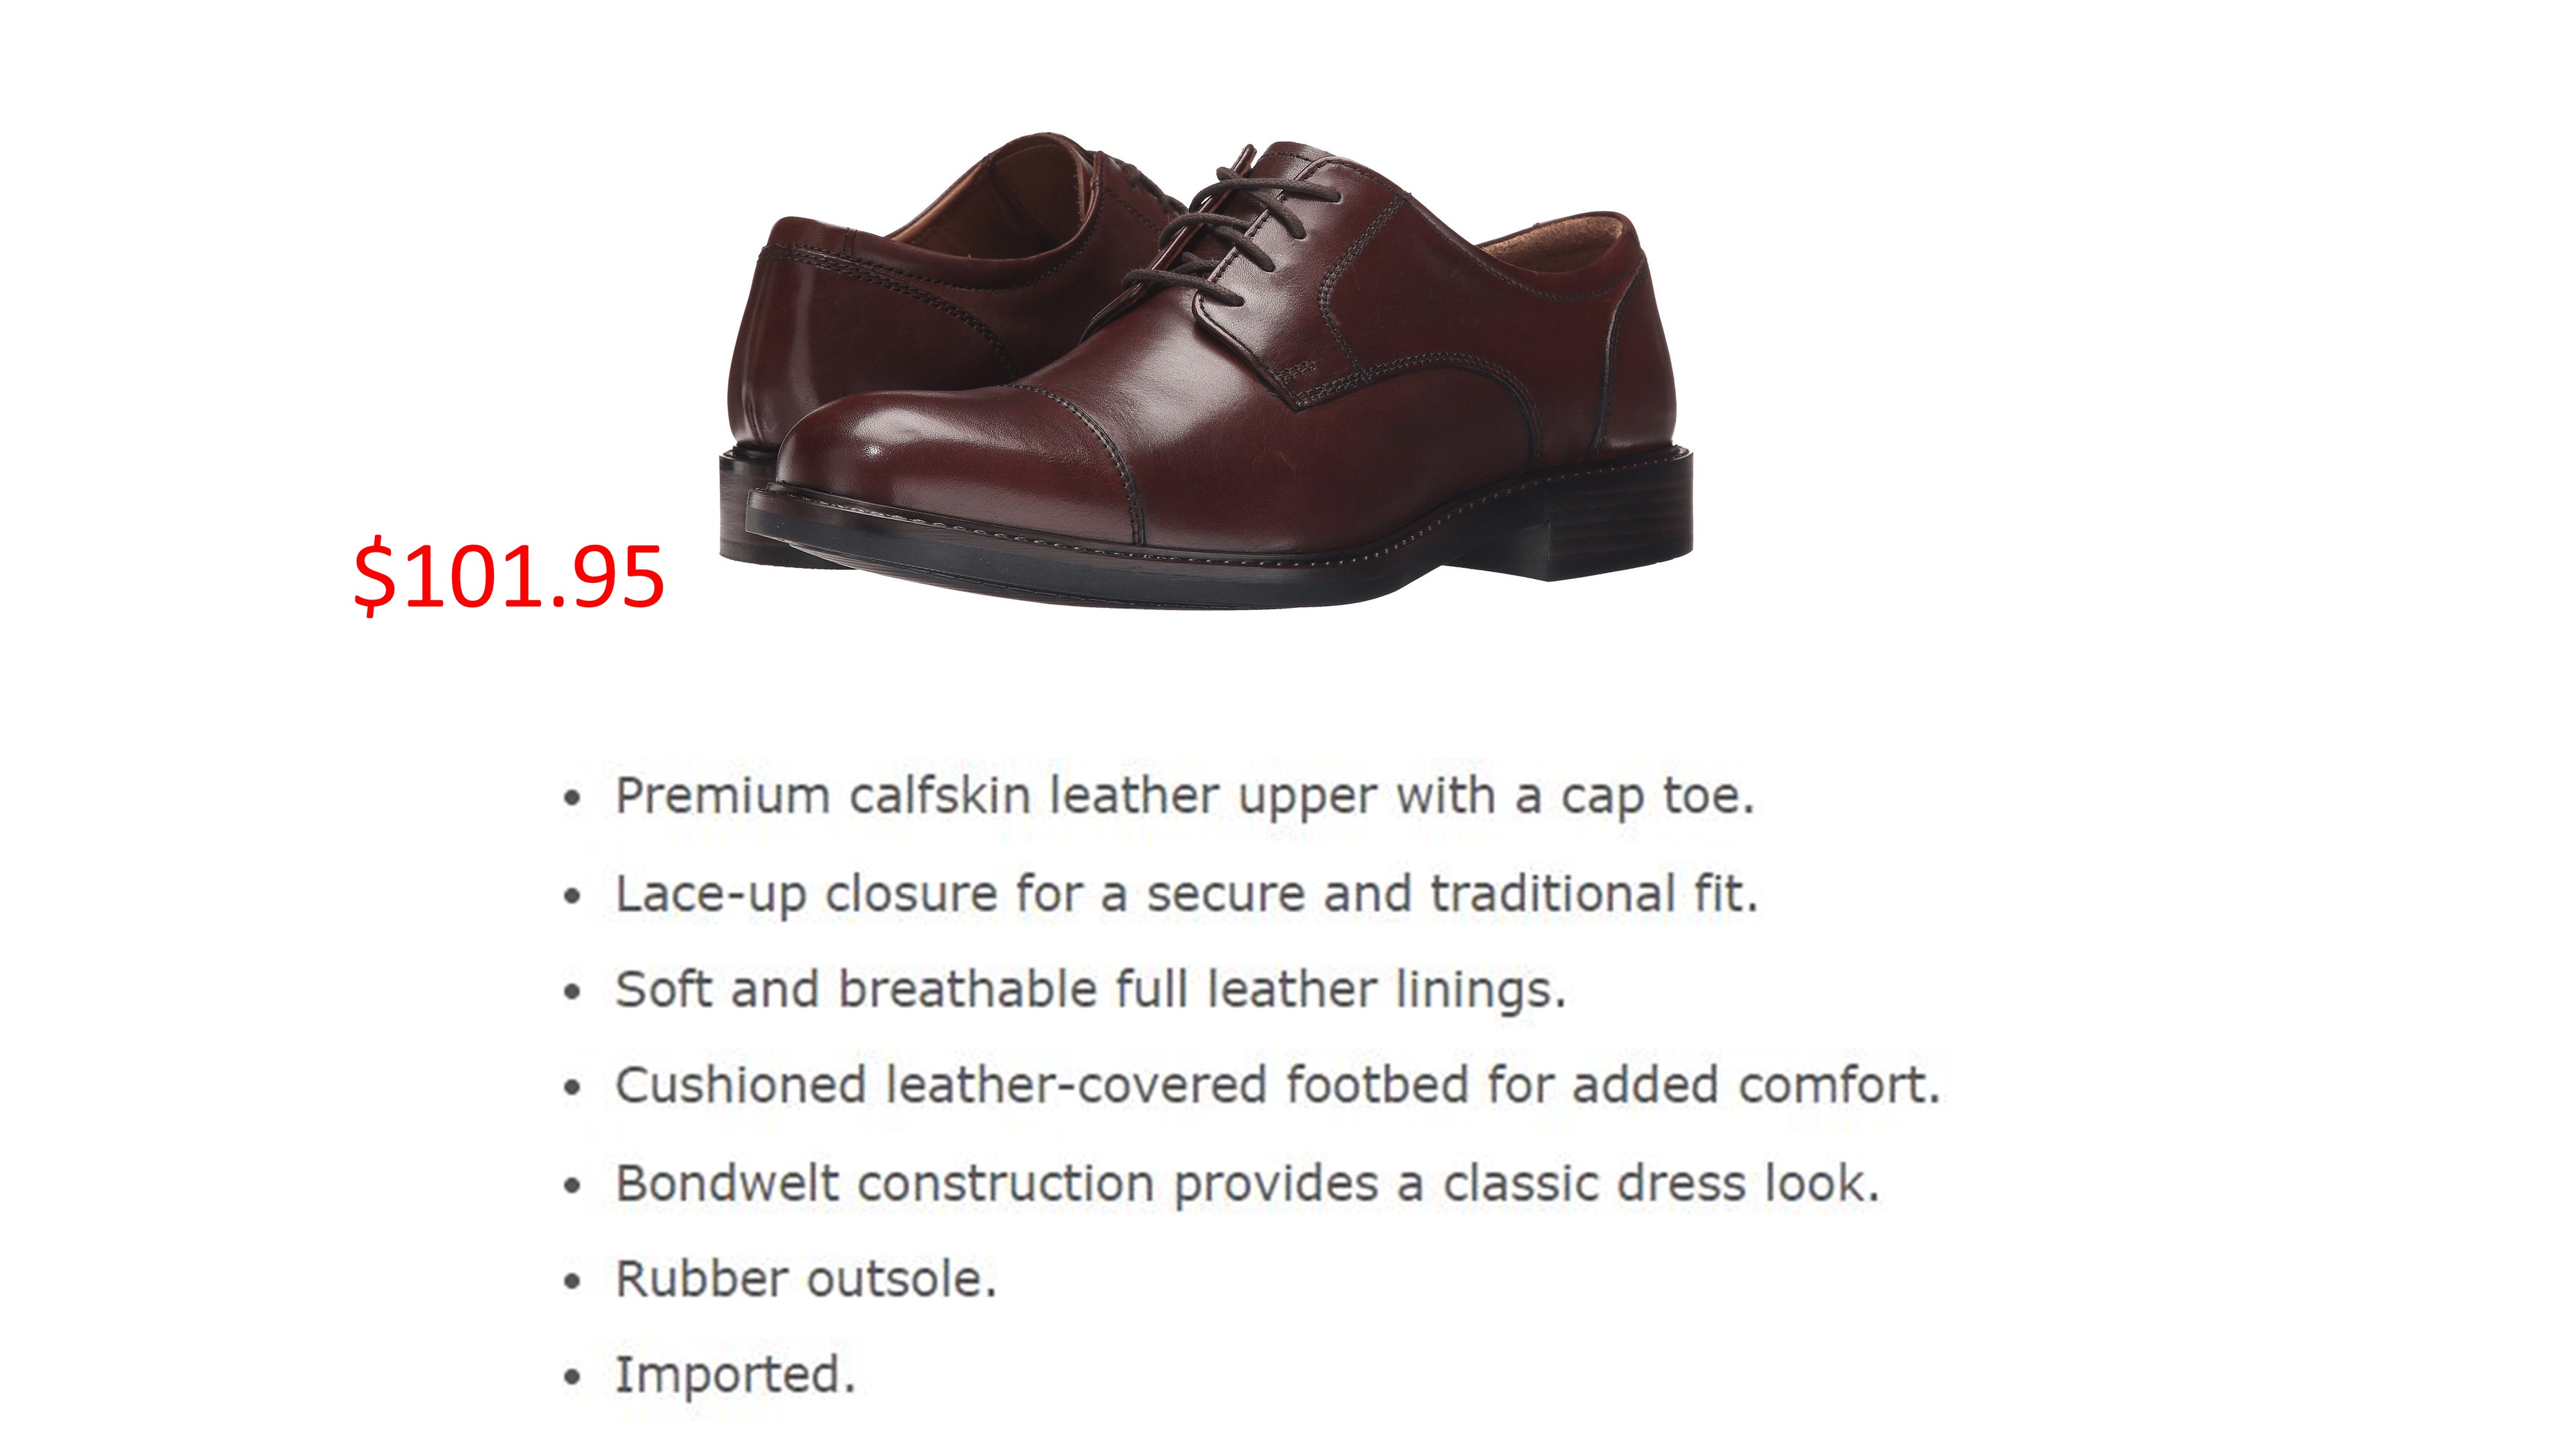 $101.95
• Premium calfskin leather upper with a cap toe.
• Lace-up closure for a secure and traditional fit.
• Soft and breathable full leather linings.
• Cushioned leather-covered footbed for added comfort.
• Bondwelt construction provides a classic dress look.
• Rubber outsole.
• Imported.